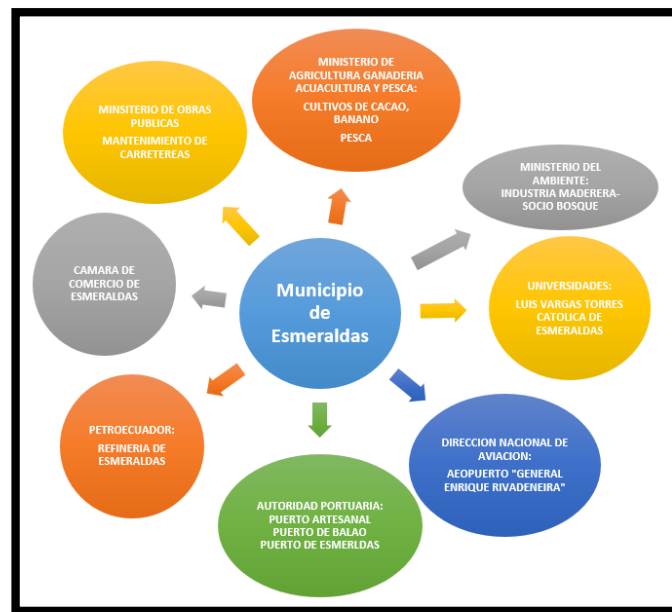 MINISTERIO DE
AGRICULTURA GANADERIA
ACUACULTURA Y PESCA:
CULTIVOS DE CACAO,
BANANO
PESCA
MINSITERIO DE OBRAS
PUBLICAS
MANTENIMIENTO DE
CARRETEREAS
MINISTERIO DEL
AMBIENTE:
INDUSTRIA MADERERA-
SOCIO BOSQUE
CAMARA DE
COMERCIO DE
ESMERALDAS
Municipio
de
Esmeraldas
UNIVERSIDADES:
LUIS VARGAS TORRES
CATOLICA DE
ESMERALDAS
PETROECUADOR:
REFINERIA DE
ESMERALDAS
DIRECCION NACIONAL DE
AVIACION:
AEOPUERTO "GENERAL
ENRIQUE RIVADENEIRA"
AUTORIDAD PORTUARIA:
PUERTO ARTESANAL
PUERTO DE BALAO
PUERTO DE ESMERLDAS